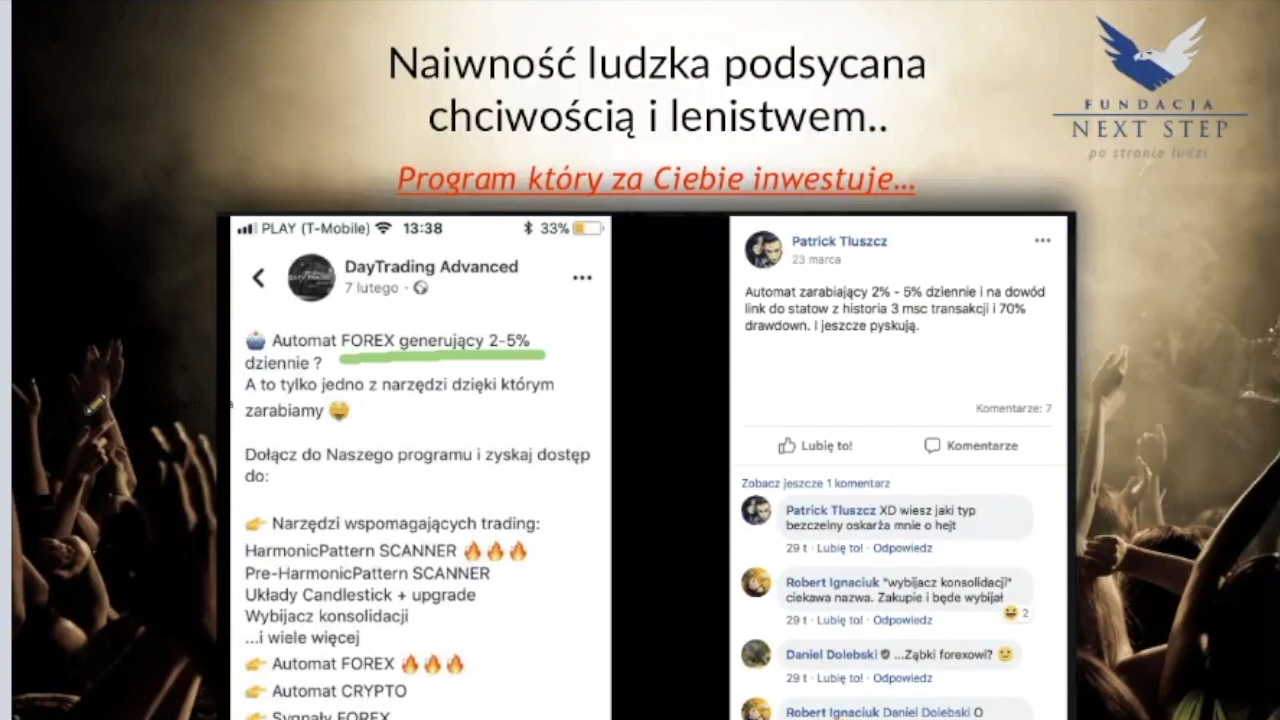 Naiwność ludzka podsycana
chciwością i lenistwem..
Program który za Ciebie inwestuje...
FUNDACJA
NEXT STEP
po stronie ludzi
PLAY (T-Mobile) 13:38 33%
DayTrading Advanced
7 lutego
Automat FOREX generujący 2-5%
dziennie ?
A to tylko jedno z narzędzi dzięki którym
zarabiamy
Dołącz do Naszego programu i zyskaj dostęp
do:
Narzędzi wspomagających trading:
HarmonicPattern SCANNER
Pre-HarmonicPattern SCANNER
Układy Candlestick + upgrade
Wybijacz konsolidacji
...i wiele więcej
Automat FOREX
Automat CRYPTO
Sygnały FOREX
Patrick Tluszcz
23 marca
Automat zarabiający 2% - 5% dziennie i na dowód
link do statow z historia 3 msc transakcji i 70%
drawdown. I jeszcze pyskują.
Komentarze: 7
Lubię to! Komentarze
Zobacz jeszcze 1 komentarz
Patrick Tluszcz XD wiesz jaki typ
bezczelny oskarża mnie o hejt
29 t · Lubię to! · Odpowiedz
Robert Ignaciuk "wybijacz konsolidacji"
ciekawa nazwa. Zakupie i będe wybijał
2
29 t · Lubię to! · Odpowiedz
Daniel Dolebski ...Ząbki forexowi?
29 t · Lubię to! · Odpowiedz
Robert Ignaciuk Daniel Dolebski O